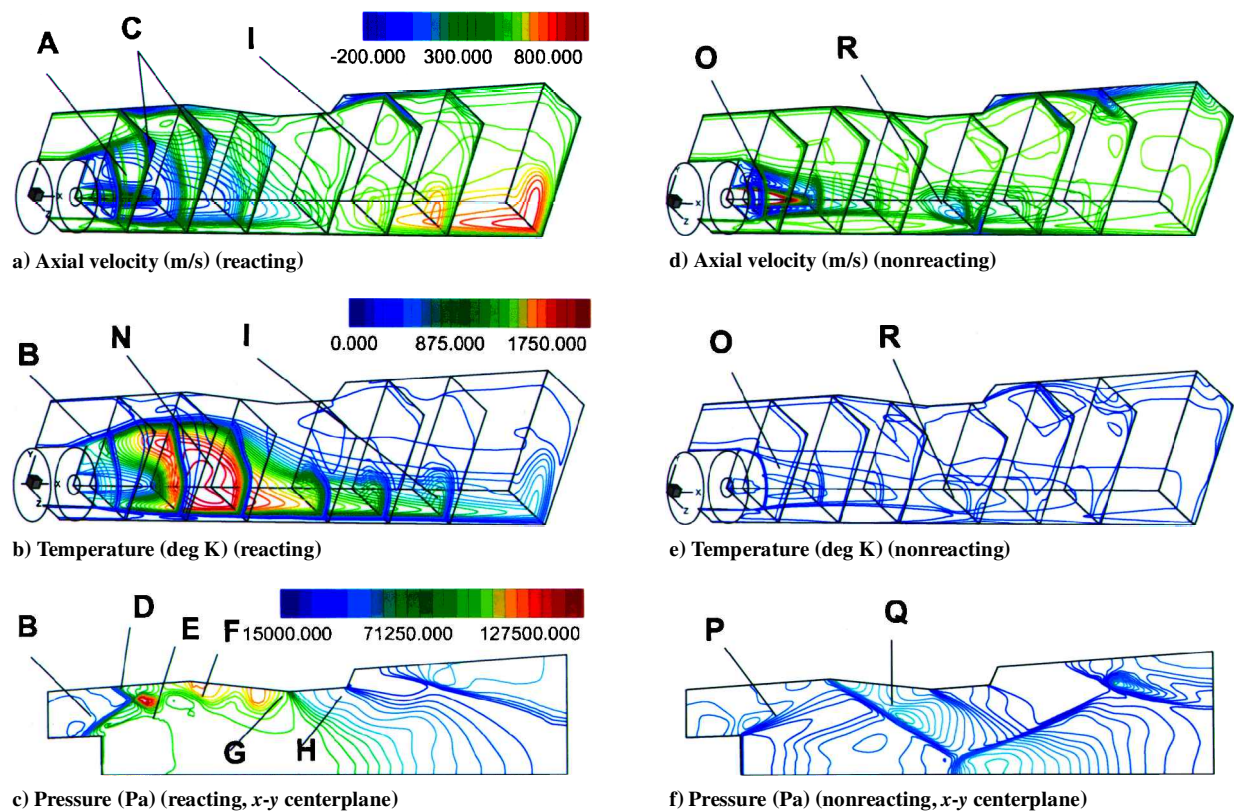 A C I
-200.000 300.000 800.000
Y X Z
a) Axial velocity (m/s) (reacting)
O R
Y X Z
d) Axial velocity (m/s) (nonreacting)
B N I
0.000 875.000 1750.000
Y X Z
b) Temperature (deg K) (reacting)
O R
Y X Z
e) Temperature (deg K) (nonreacting)
B D E F G H
15000.000 71250.000 127500.000
c) Pressure (Pa) (reacting, x-y centerplane)
P Q
f) Pressure (Pa) (nonreacting, x-y centerplane)